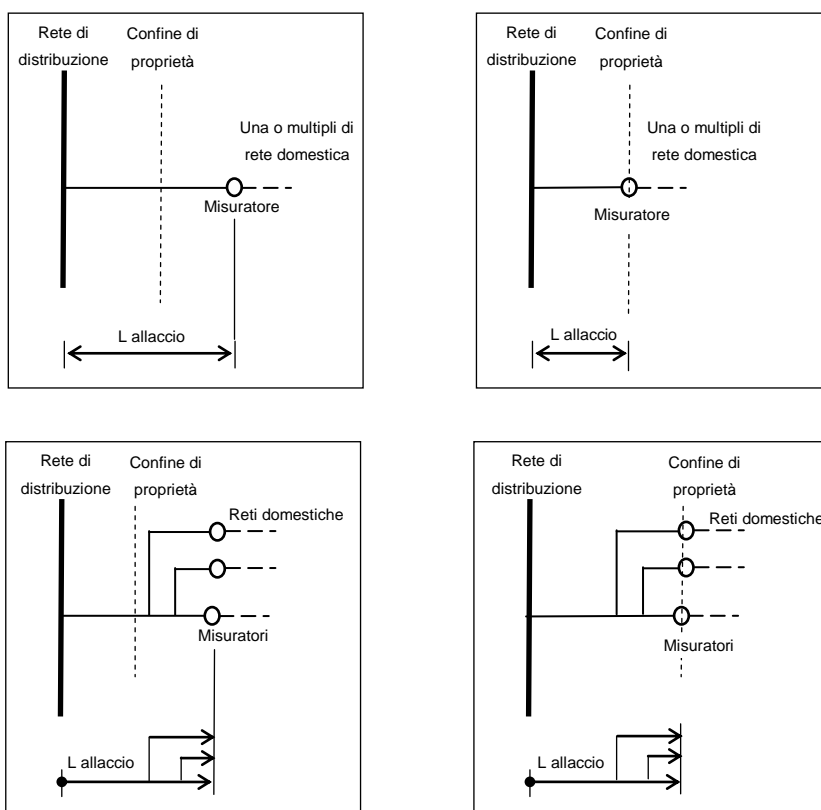 Rete di
distribuzione
Confine di
proprietà
Una o multipli di
rete domestica
Misuratore
L allaccio
Rete di
distribuzione
Confine di
proprietà
Una o multipli di
rete domestica
Misuratore
L allaccio
Rete di
distribuzione
Confine di
proprietà
Reti domestiche
Misuratori
L allaccio
Rete di
distribuzione
Confine di
proprietà
Reti domestiche
Misuratori
L allaccio